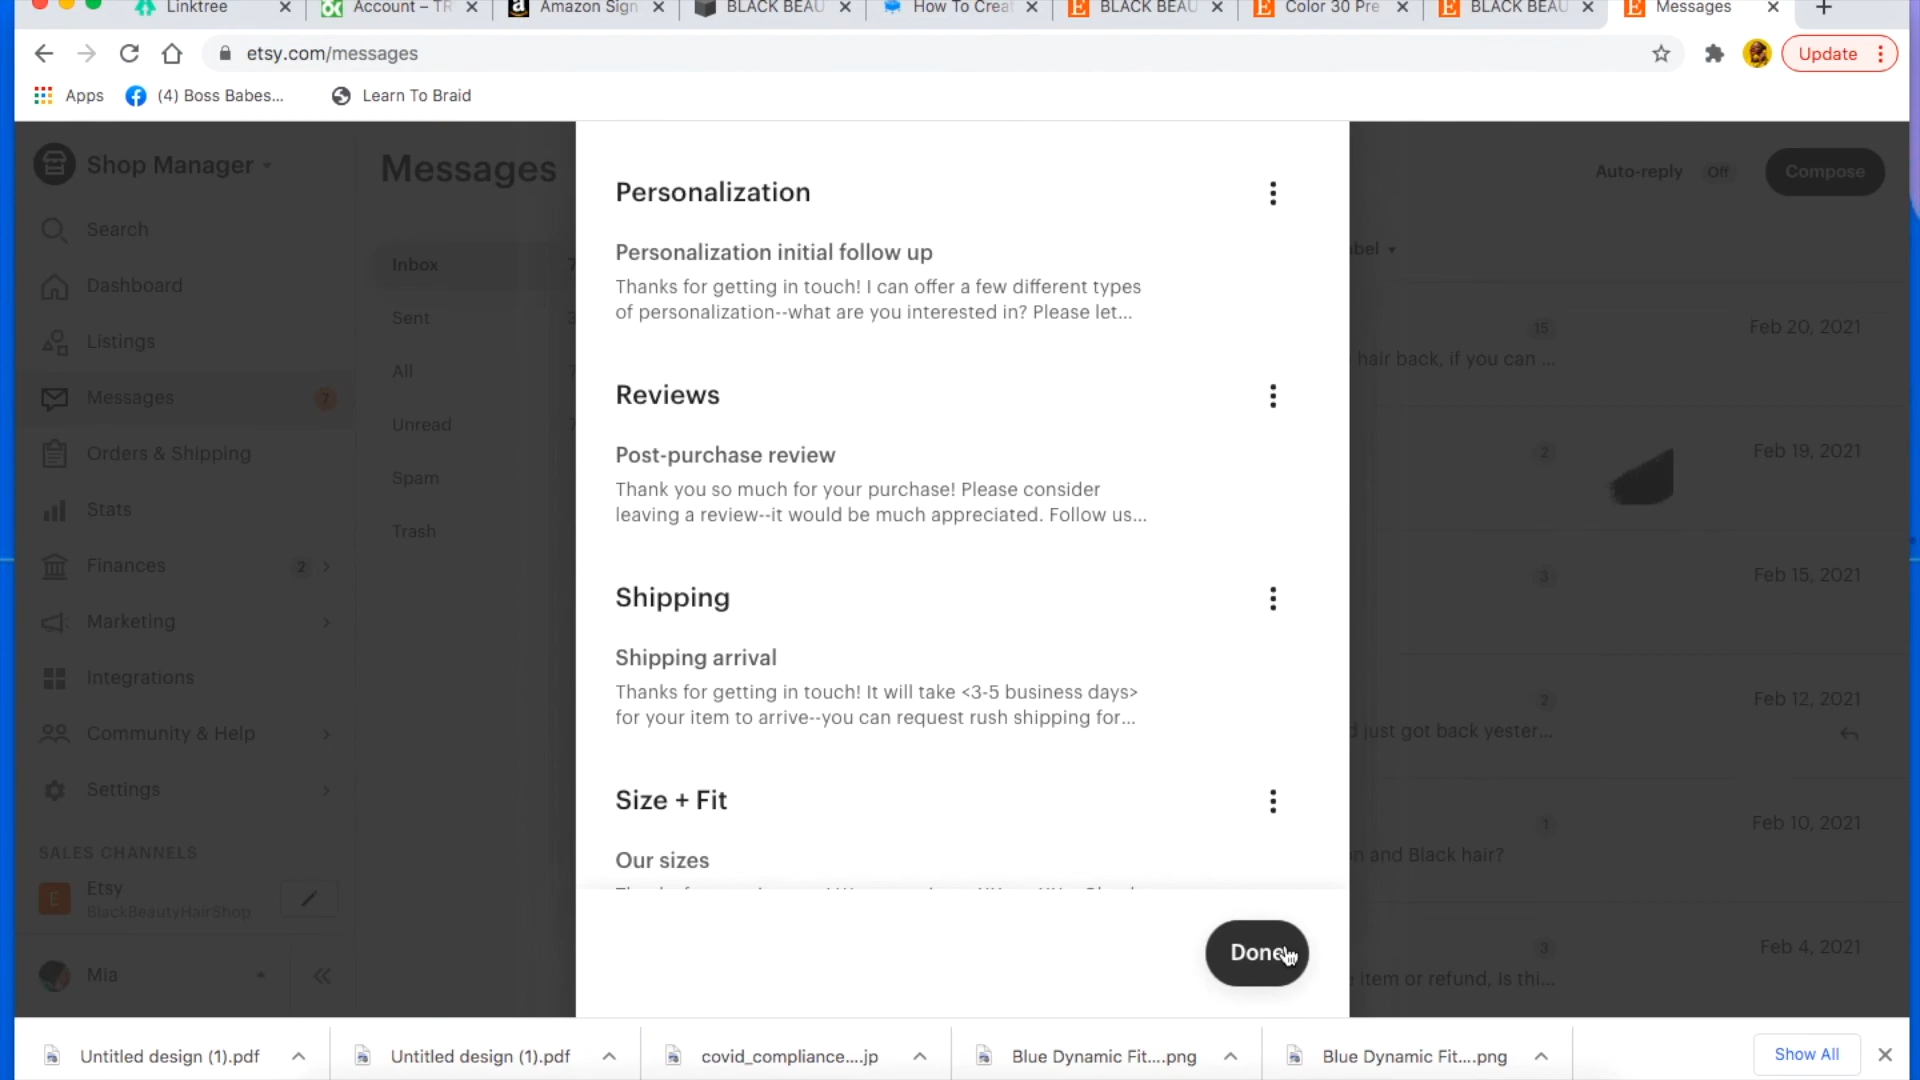 Linktree
Account – TR
Amazon Sign
BLACK BEAU
How To Creat
BLACK BEAU
Color 30 Pre
BLACK BEAU
Messages
etsy.com/messages
Update
Apps
(4) Boss Babes...
Learn To Braid
Shop Manager
Search
Dashboard
Listings
Messages
7
Orders & Shipping
Stats
Finances
2
Marketing
Integrations
Community & Help
Settings
SALES CHANNELS
E
Etsy
BlackBeautyHairShop
Mia
Messages
Inbox
Sent
All
Unread
Spam
Trash
Personalization
Personalization initial follow up
Thanks for getting in touch! I can offer a few different types
of personalization--what are you interested in? Please let...
Reviews
Post-purchase review
Thank you so much for your purchase! Please consider
leaving a review--it would be much appreciated. Follow us...
Shipping
Shipping arrival
Thanks for getting in touch! It will take <3-5 business days>
for your item to arrive--you can request rush shipping for...
Size + Fit
Our sizes
Done
Auto-reply
Off
Compose
15
Feb 20, 2021
hair back, if you can ...
2
Feb 19, 2021
3
Feb 15, 2021
2
Feb 12, 2021
just got back yester...
1
Feb 10, 2021
and Black hair?
3
Feb 4, 2021
item or refund, Is thi...
Untitled design (1).pdf
Untitled design (1).pdf
covid_compliance....jp
Blue Dynamic Fit....png
Blue Dynamic Fit....png
Show All